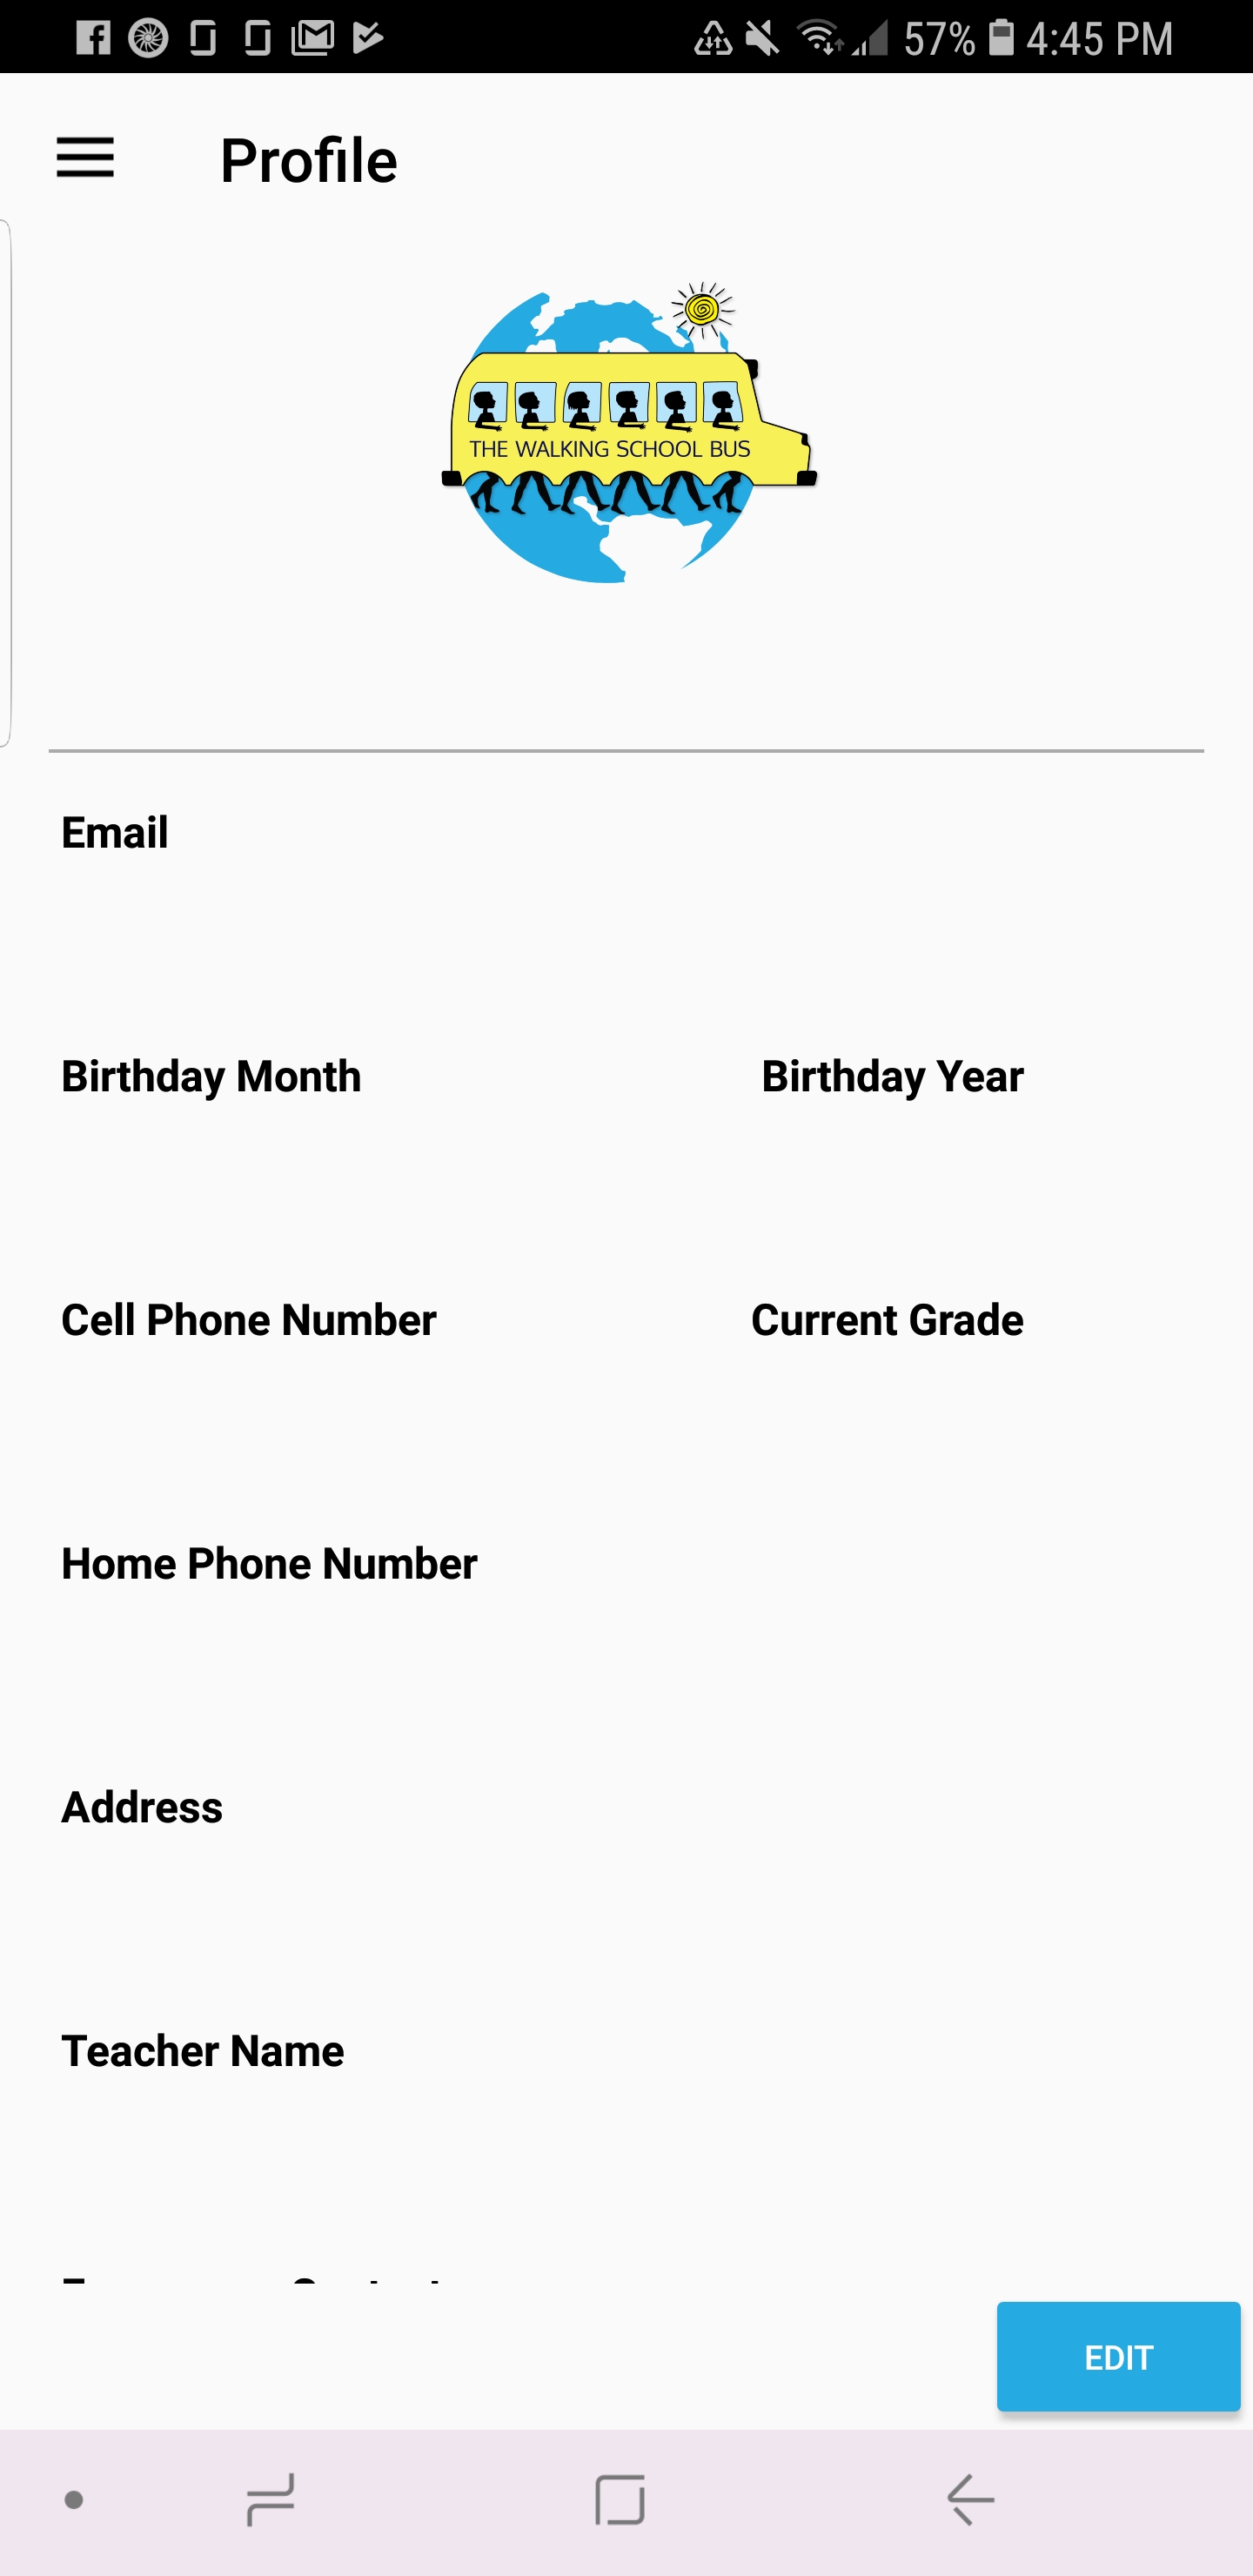 57% 4:45 PM
Profile
THE WALKING SCHOOL BUS
Email
Birthday Month Birthday Year
Cell Phone Number Current Grade
Home Phone Number
Address
Teacher Name
EDIT